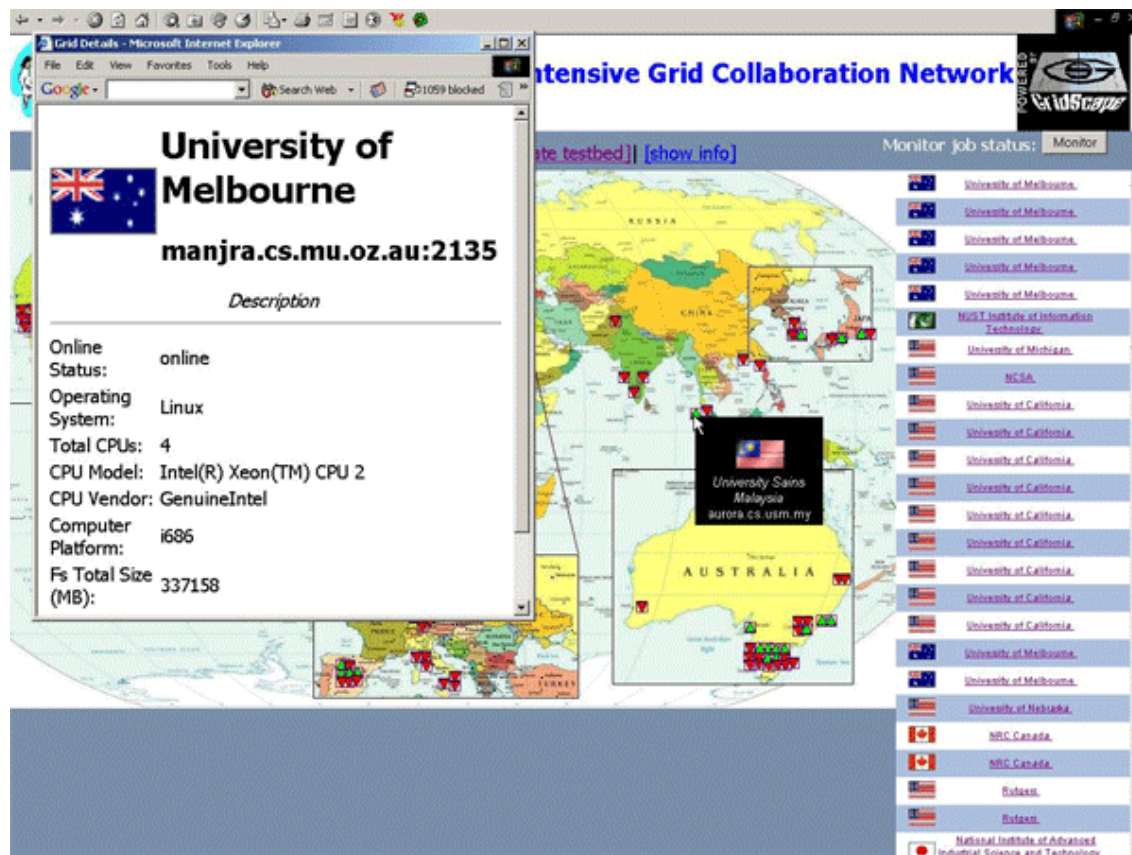 Grid Details - Microsoft Internet Explorer
File Edit View Favorites Tools Help
Google - Search Web 1059 blocked
University of
Melbourne
manjra.cs.mu.oz.au:2135
Description
Online
Status: online
Operating
System: Linux
Total CPUs: 4
CPU Model: Intel(R) Xeon(TM) CPU 2
CPU Vendor: GenuineIntel
Computer
Platform: i686
Fs Total Size
(MB): 337158
ntensive Grid Collaboration Network
POWERED BY
GridScape
ate testbed]| [show info]
Monitor job status: Monitor
RUSSIA
CHINA
JAPA
University Sains
Malaysia
aurora.cs.usm.my
AUSTRALIA
FRANCE
TURKEY
University of Melbourne
University of Melbourne
University of Melbourne
University of Melbourne
University of Melbourne
NUST Institute of Information
Technology
University of Michigan
NCSA
University of California
University of California
University of California
University of California
University of California
University of California
University of California
University of California
University of California
University of Melbourne
University of Melbourne
University of Nebraska
NRC Canada
NRC Canada
Rutgers
Rutgers
National Institute of Advanced
Industrial Science and Technology